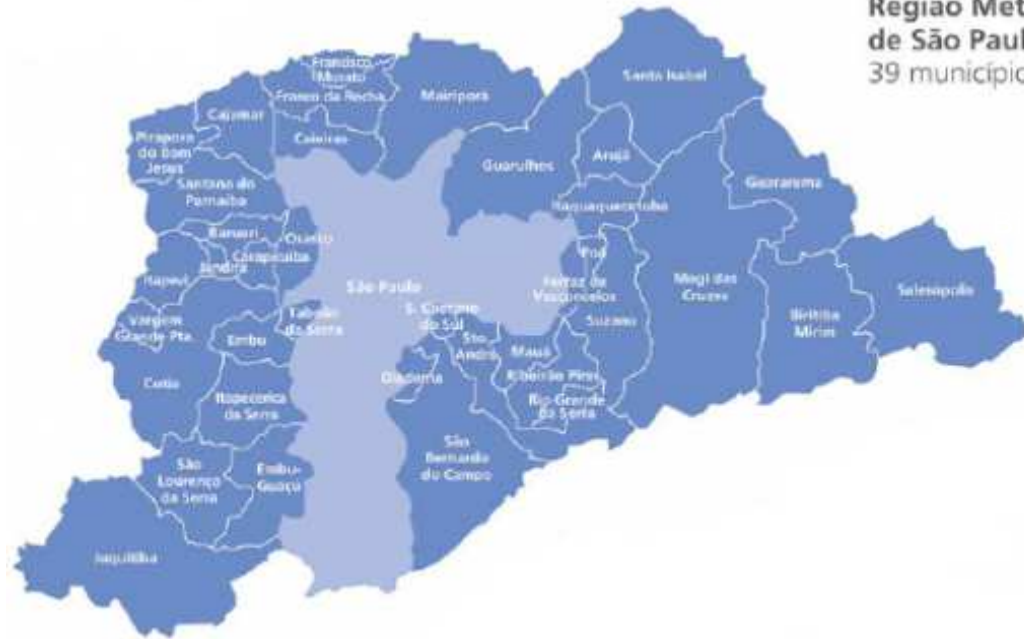 Região Met
de São Paul
39 município
Francisco
Morato
Franco da Rocha
Mairiporã
Santa Isabel
Cajamar
Caieiras
Pirapora
do Bom
Jesus
Guarulhos
Arujá
Guararema
Santana do
Parnaíba
Itaquaquecetuba
Barueri
Osasco
Carapicuíba
Jandira
Itapevi
Poá
Ferraz de
Vasconcelos
Mogi das
Cruzes
Salesópolis
São Paulo
S. Caetano
do Sul
Suzano
Biritiba
Mirim
Vargem
Grande Pta.
Embu
Taboão
da Serra
Sto.
André
Mauá
Cotia
Diadema
Ribeirão Pires
Itapecerica
da Serra
Rio Grande
da Serra
São
Bernardo
do Campo
São
Lourenço
da Serra
Embu-
Guaçu
Juquitiba